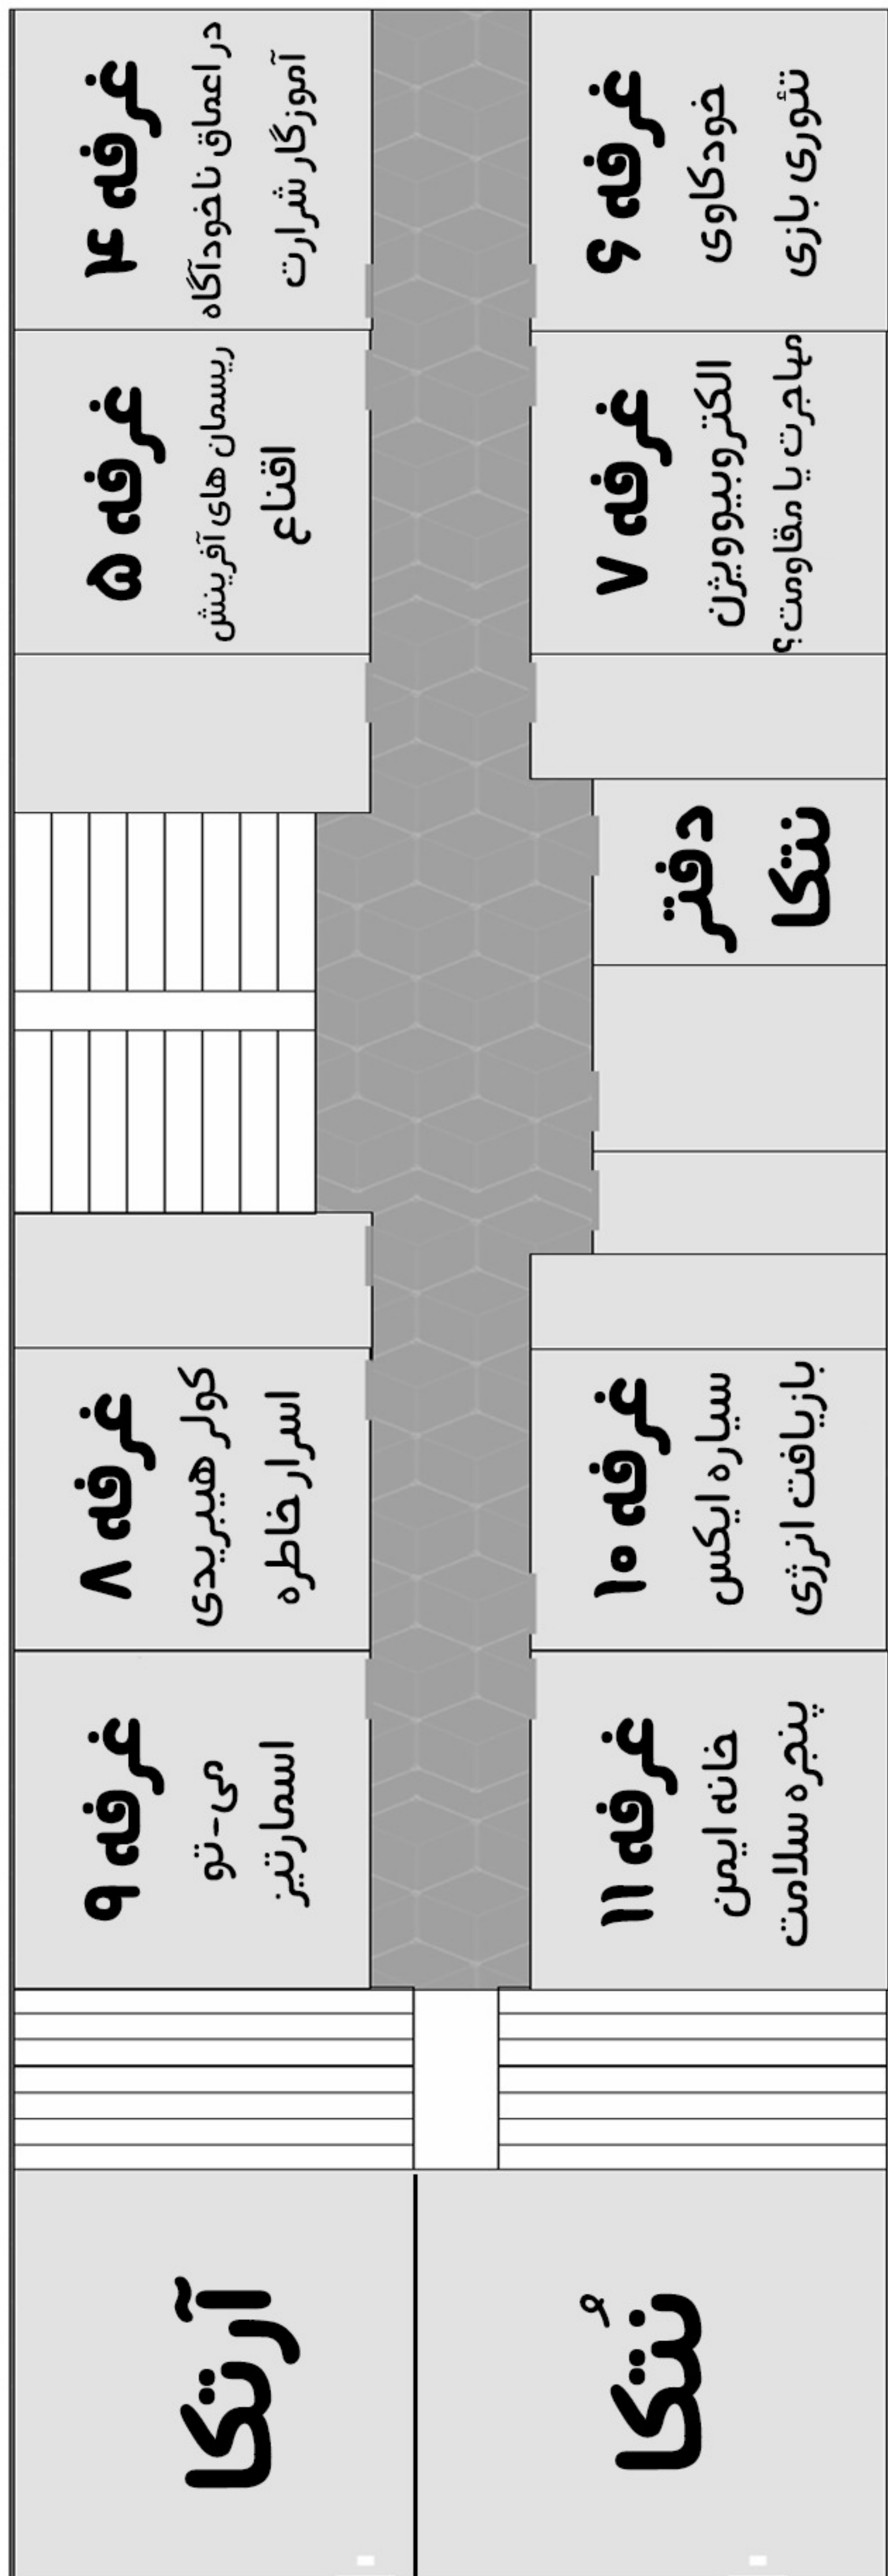 غرفه ۴
در اعماق ناخودآگاه
آموزگار شرارت
غرفه ۵
ریسمان های آفرینش
اقناع
غرفه ۶
خودکاوی
تئوری بازی
غرفه ۷
الکتروبیوویژن
مهاجرت یا مقاومت؟
دفتر
نتکا
غرفه ۸
کولر هیبریدی
اسرار خاطره
غرفه ۹
می-تو
اسمارتیز
غرفه ۱۰
سیاره ایکس
بازیافت انرژی
غرفه ۱۱
خانه ایمن
پنجره سلامت
آرتکا
نُتکا